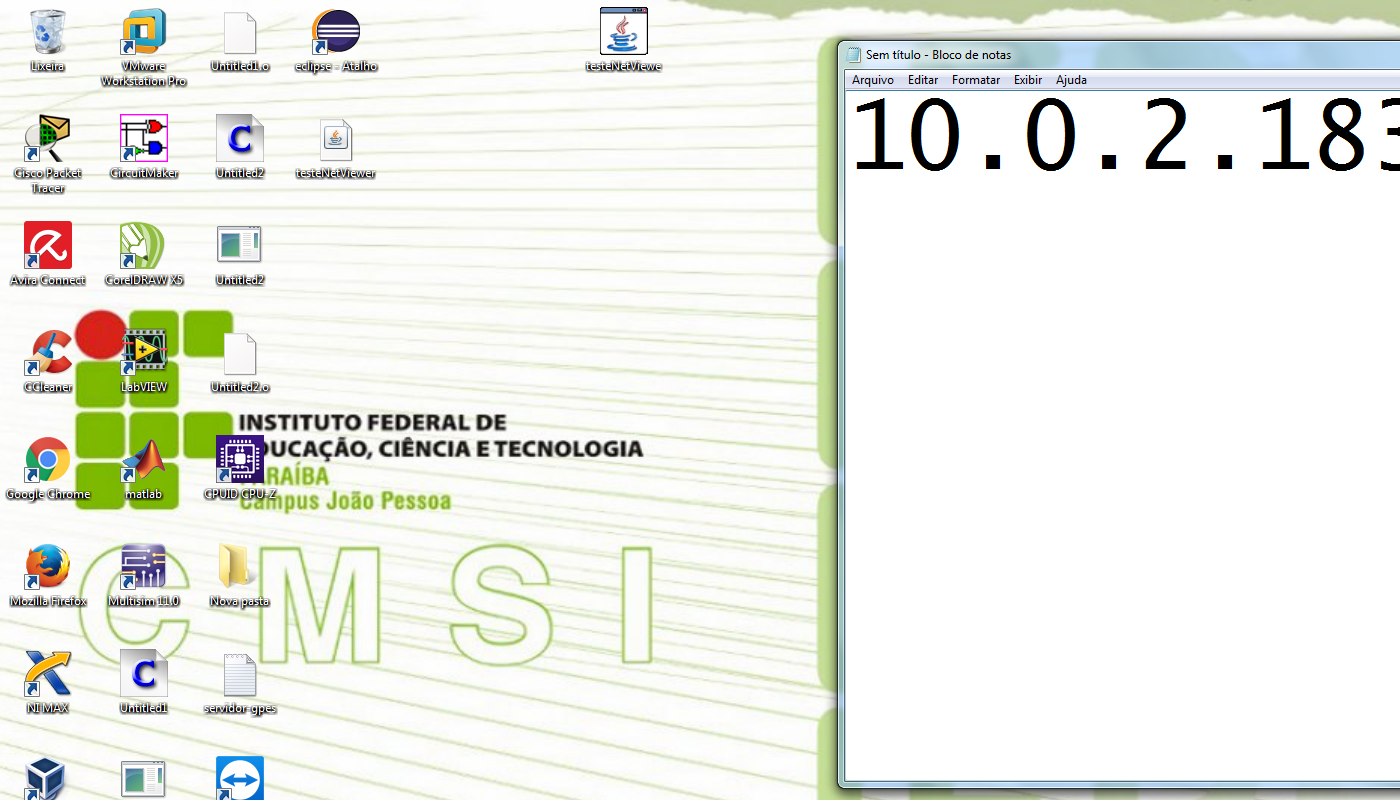 Lixeira
VMware
Workstation Pro
Untitled1.o
eclipse - Atalho
testeNetViewe
Cisco Packet
Tracer
CircuitMaker
Untitled2
testeNetViewer
Avira Connect
CorelDRAW X5
Untitled2
CCleaner
LabVIEW
Untitled2.o
Google Chrome
matlab
CPUID CPU-Z
Mozilla Firefox
Multisim 11.0
Nova pasta
NI MAX
Untitled1
servidor-gpes
INSTITUTO FEDERAL DE
DUCAÇÃO, CIÊNCIA E TECNOLOGIA
ARAÍBA
Campus João Pessoa
C M S I
Sem título - Bloco de notas
Arquivo Editar Formatar Exibir Ajuda
10.0.2.183